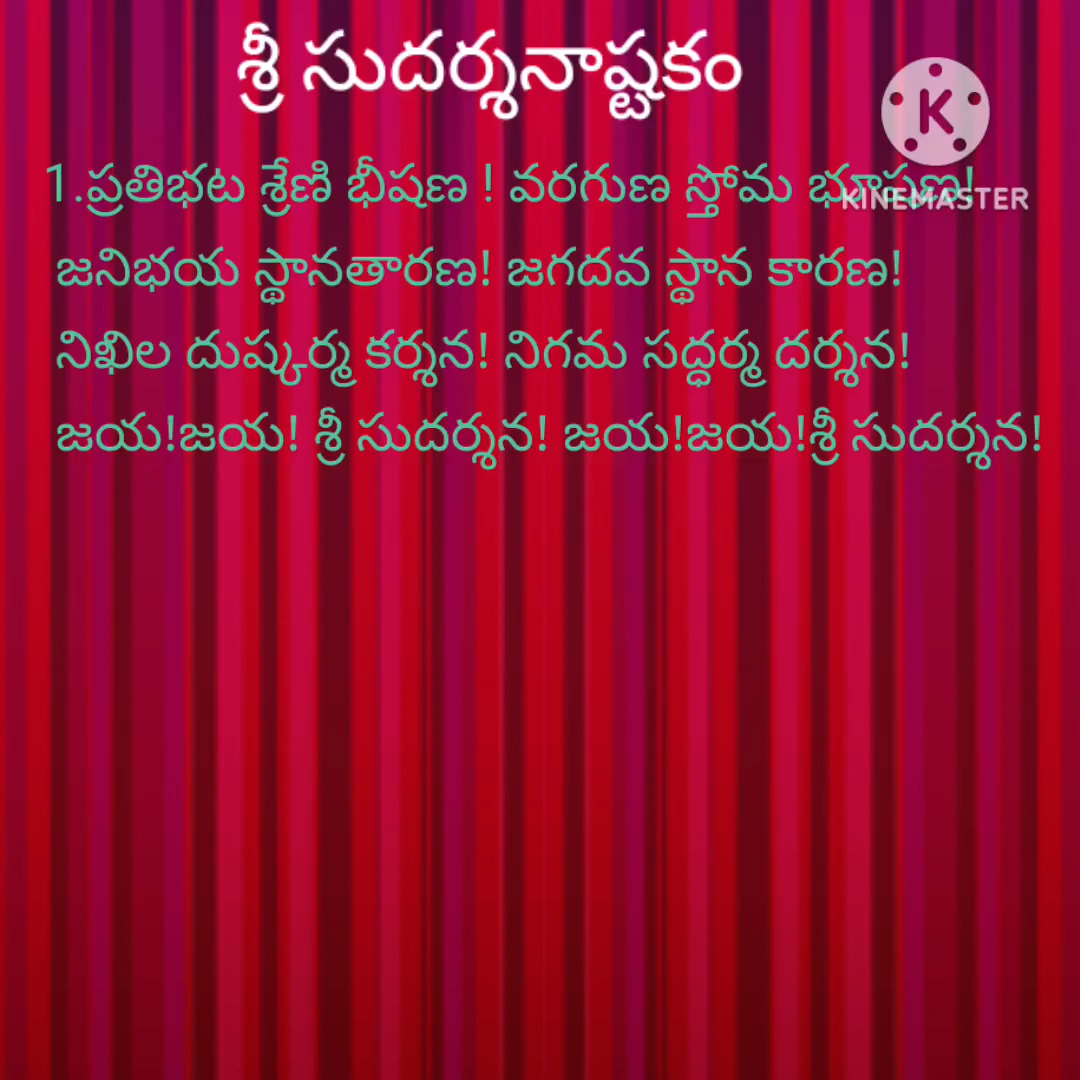 శ్రీ సుదర్శనాష్టకం
K
KINEMASTER
1.ప్రతిభట శ్రేణి భీషణ ! వరగుణ స్తోమ భూషణ!
జనిభయ స్థానతారణ! జగదవ స్థాన కారణ!
నిఖిల దుష్కర్మ కర్శన! నిగమ సద్ధర్మ దర్శన!
జయ!జయ! శ్రీ సుదర్శన! జయ!జయ!శ్రీ సుదర్శన!